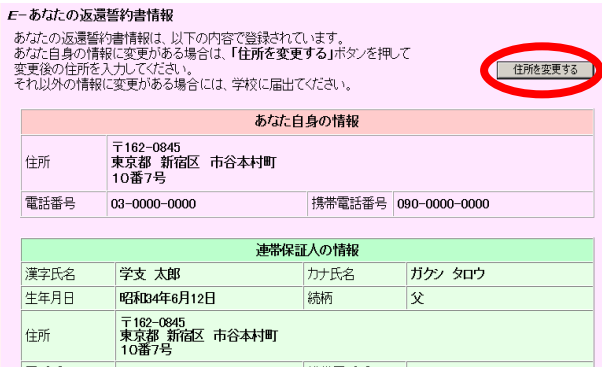 E-あなたの返還誓約書情報
あなたの返還誓約書情報は、以下の内容で登録されています。
あなた自身の情報に変更がある場合は、「住所を変更する」ボタンを押して
変更後の住所を入力してください。
それ以外の情報に変更がある場合には、学校に届出てください。
住所を変更する
あなた自身の情報
住所
〒162-0845
東京都 新宿区 市谷本村町
10番7号
電話番号 03-0000-0000 携帯電話番号 090-0000-0000
連帯保証人の情報
漢字氏名 学支 太郎 カナ氏名 ガクシ タロウ
生年月日 昭和34年6月12日 続柄 父
住所
〒162-0845
東京都 新宿区 市谷本村町
10番7号